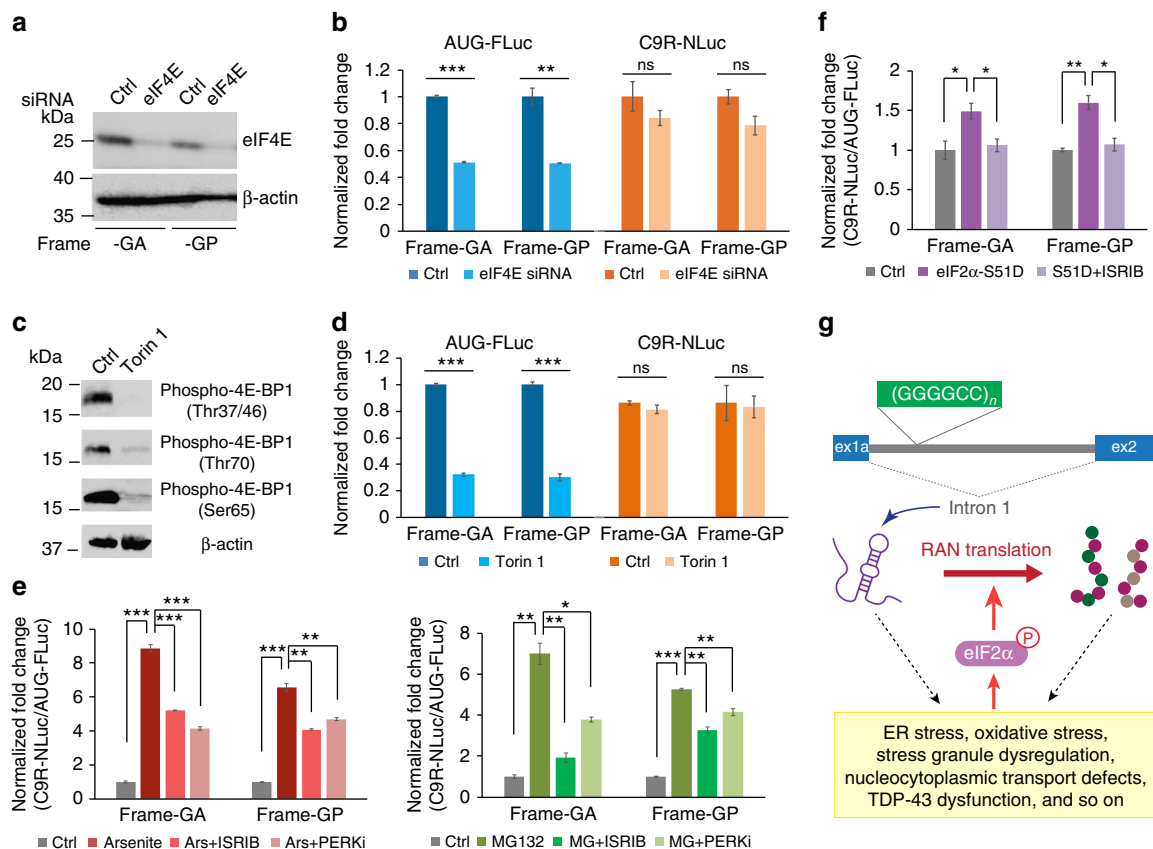 a
siRNA
Ctrl
eIF4E
Ctrl
eIF4E
kDa
25
eIF4E
40
β-actin
35
Frame
-GA
-GP
b
AUG-FLuc
C9R-NLuc
Normalized fold change
1.2
1
0.8
0.6
0.4
0.2
0
***
**
ns
ns
Frame-GA
Frame-GP
Frame-GA
Frame-GP
Ctrl
eIF4E siRNA
Ctrl
eIF4E siRNA
c
kDa
Ctrl
Torin 1
20
Phospho-4E-BP1
(Thr37/46)
15
Phospho-4E-BP1
(Thr70)
15
Phospho-4E-BP1
(Ser65)
15
37
β-actin
d
AUG-FLuc
C9R-NLuc
Normalized fold change
1.2
1
0.8
0.6
0.4
0.2
0
***
***
ns
ns
Frame-GA
Frame-GP
Frame-GA
Frame-GP
Ctrl
Torin 1
Ctrl
Torin 1
e
Normalized fold change
(C9R-NLuc/AUG-FLuc)
10
8
6
4
2
0
***
***
***
***
**
**
Frame-GA
Frame-GP
Ctrl
Arsenite
Ars+ISRIB
Ars+PERKi
Normalized fold change
(C9R-NLuc/AUG-FLuc)
8
6
4
2
0
**
*
**
***
**
**
Frame-GA
Frame-GP
Ctrl
MG132
MG+ISRIB
MG+PERKi
f
Normalized fold change
(C9R-NLuc/AUG-FLuc)
2
1.5
1
0.5
0
*
*
**
*
Frame-GA
Frame-GP
Ctrl
eIF2α-S51D
S51D+ISRIB
g
(GGGGCC)n
ex1a
ex2
Intron 1
RAN translation
P
eIF2α
ER stress, oxidative stress,
stress granule dysregulation,
nucleocytoplasmic transport defects,
TDP-43 dysfunction, and so on